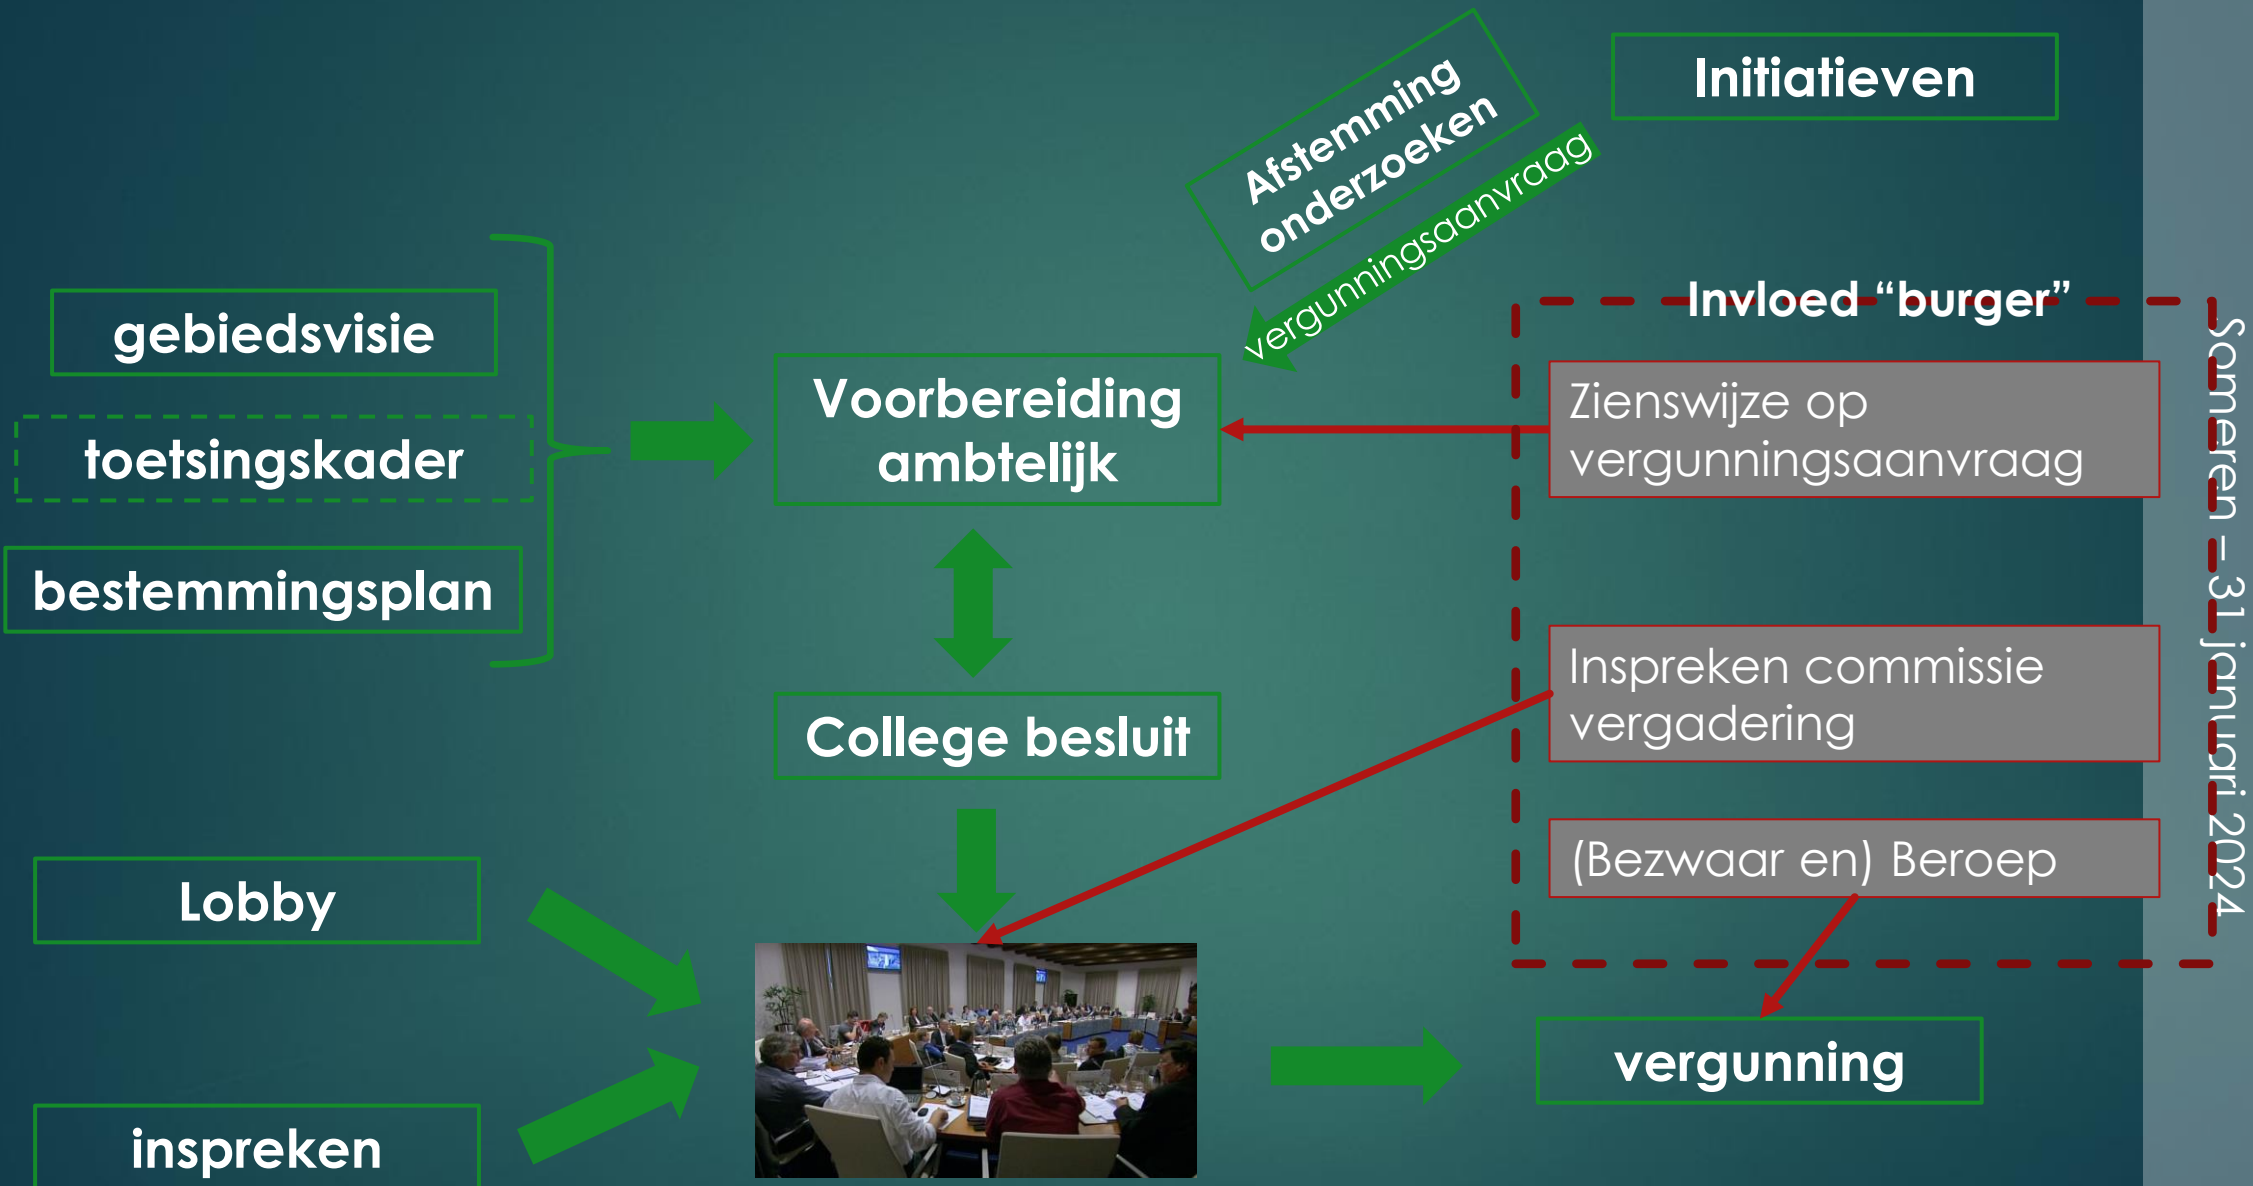 Initiatieven
Afstemming
onderzoeken
vergunningsaanvraag
Invloed “burger”
gebiedsvisie
toetsingskader
bestemmingsplan
Voorbereiding
ambtelijk
Zienswijze op
vergunningsaanvraag
College besluit
Inspreken commissie
vergadering
(Bezwaar en) Beroep
Lobby
inspreken
vergunning
Someren – 31 januari 2024